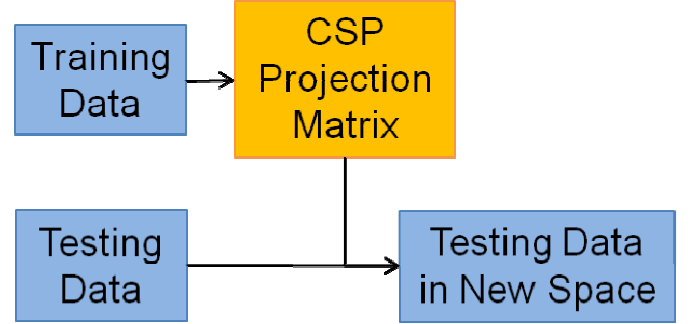 Training
Data
CSP
Projection
Matrix
Testing
Data
Testing Data
in New Space